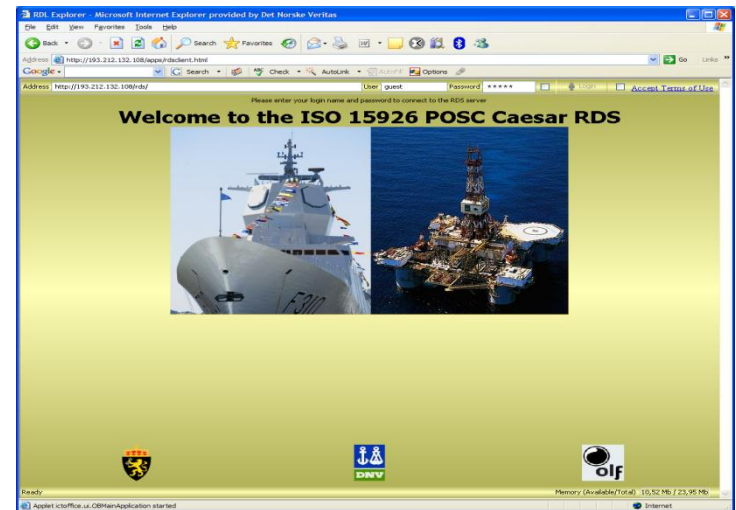 RDL Explorer - Microsoft Internet Explorer provided by Det Norske Veritas
File Edit View Favorites Tools Help
Back Search Favorites
Address http://193.212.132.108/apps/rdsclient.html Go Links
Google Search Check AutoLink AutoFill Options
Address http://193.212.132.108/rds/ User guest Password ***** Login Accept Terms of Use
Please enter your login name and password to connect to the RDS server
Welcome to the ISO 15926 POSC Caesar RDS
F310
DNV
olf
Ready Memory (Available/Total) 10,52 Mb / 23,95 Mb
Applet ictoffice.ui.OBMainApplication started Internet